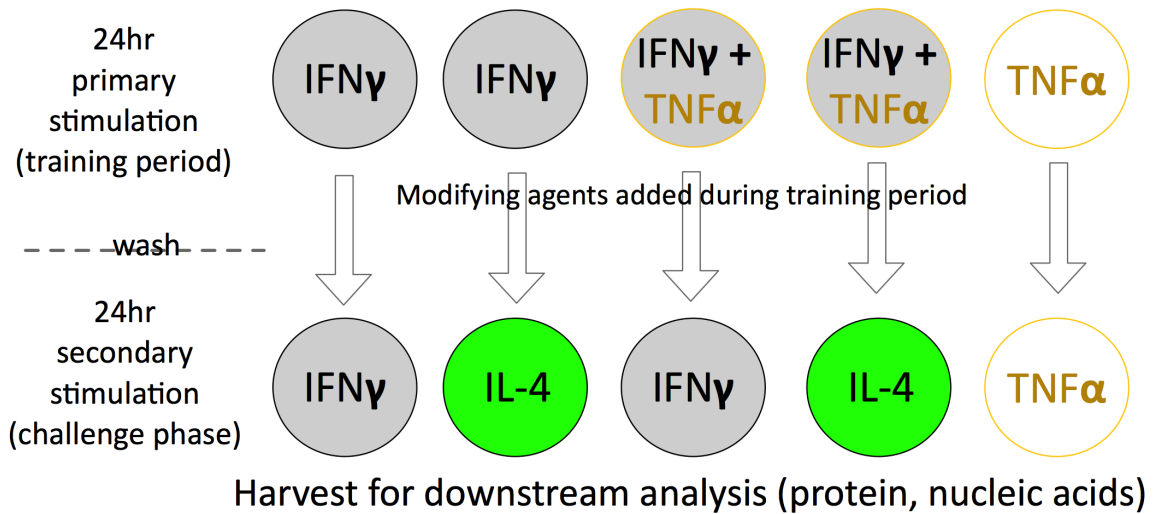 24hr
primary
stimulation
(training period)
IFNγ
IFNγ
IFNγ +
TNFα
IFNγ +
TNFα
TNFα
Modifying agents added during training period
wash
24hr
secondary
stimulation
(challenge phase)
IFNγ
IL-4
IFNγ
IL-4
TNFα
Harvest for downstream analysis (protein, nucleic acids)